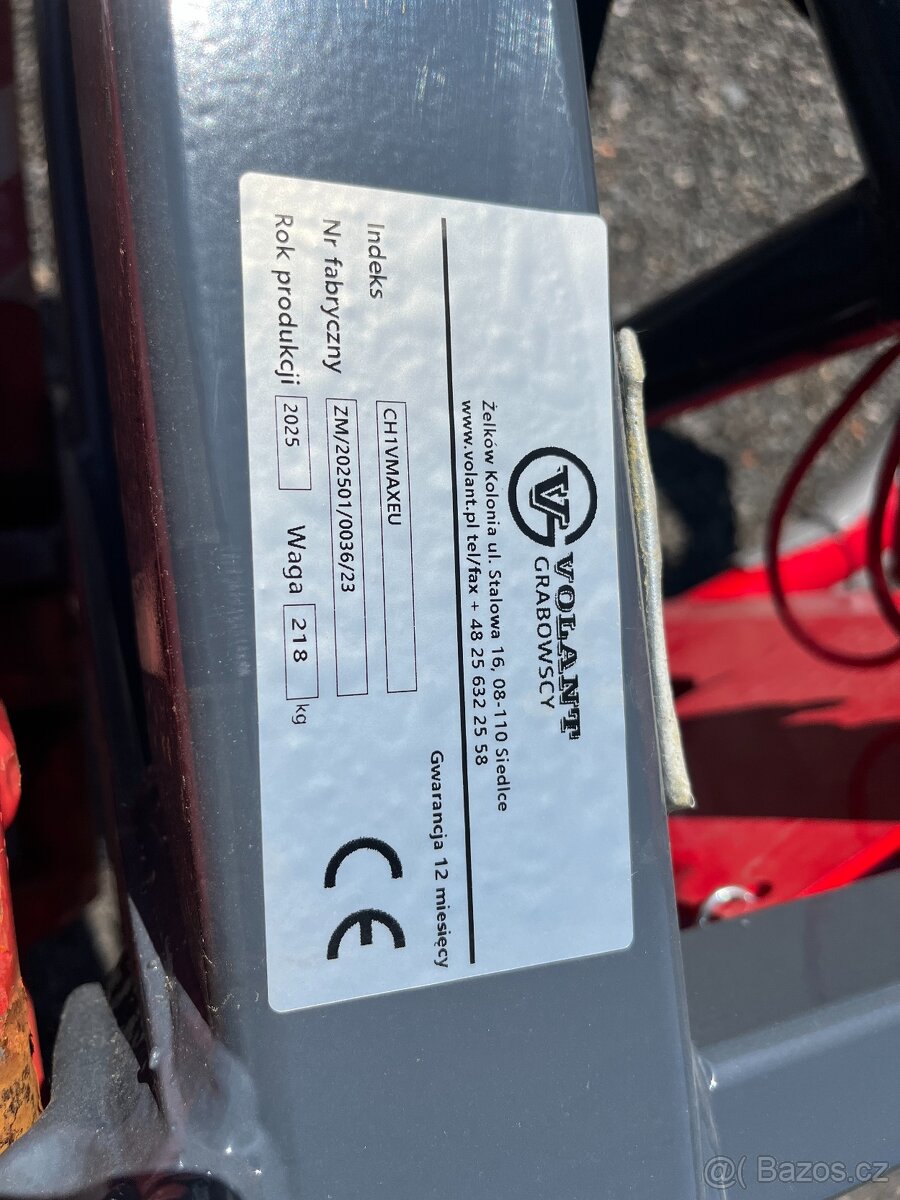 VOLANT
GRABOWSCY
Żelków Kolonia ul. Stalowa 16, 08-110 Siedlce
www.volant.pl tel/fax + 48 25 632 25 58
Gwarancja 12 miesięcy
Indeks CH1VMAXEU
Nr fabryczny ZM/202501/0036/23
Rok produkcji 2025 Waga 218 kg
CE
@( Bazos.cz